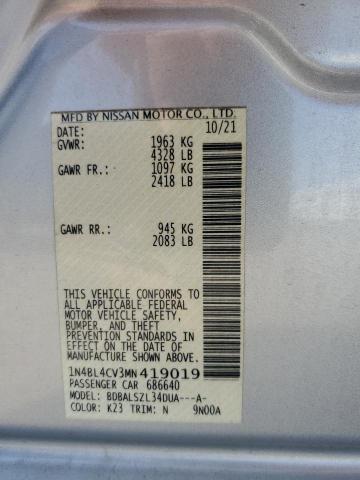 MFD BY NISSAN MOTOR CO., LTD.
DATE: 10/21
GVWR: 1963 KG
4328 LB
GAWR FR.: 1097 KG
2418 LB
GAWR RR.: 945 KG
2083 LB
THIS VEHICLE CONFORMS TO
ALL APPLICABLE FEDERAL
MOTOR VEHICLE SAFETY,
BUMPER, AND THEFT
PREVENTION STANDARDS IN
EFFECT ON THE DATE OF
MANUFACTURE SHOWN ABOVE.
1N4BL4CV3MN419019
PASSENGER CAR 686640
MODEL: BDBALSZL34DUA---A-
COLOR: K23 TRIM: N 9N00A